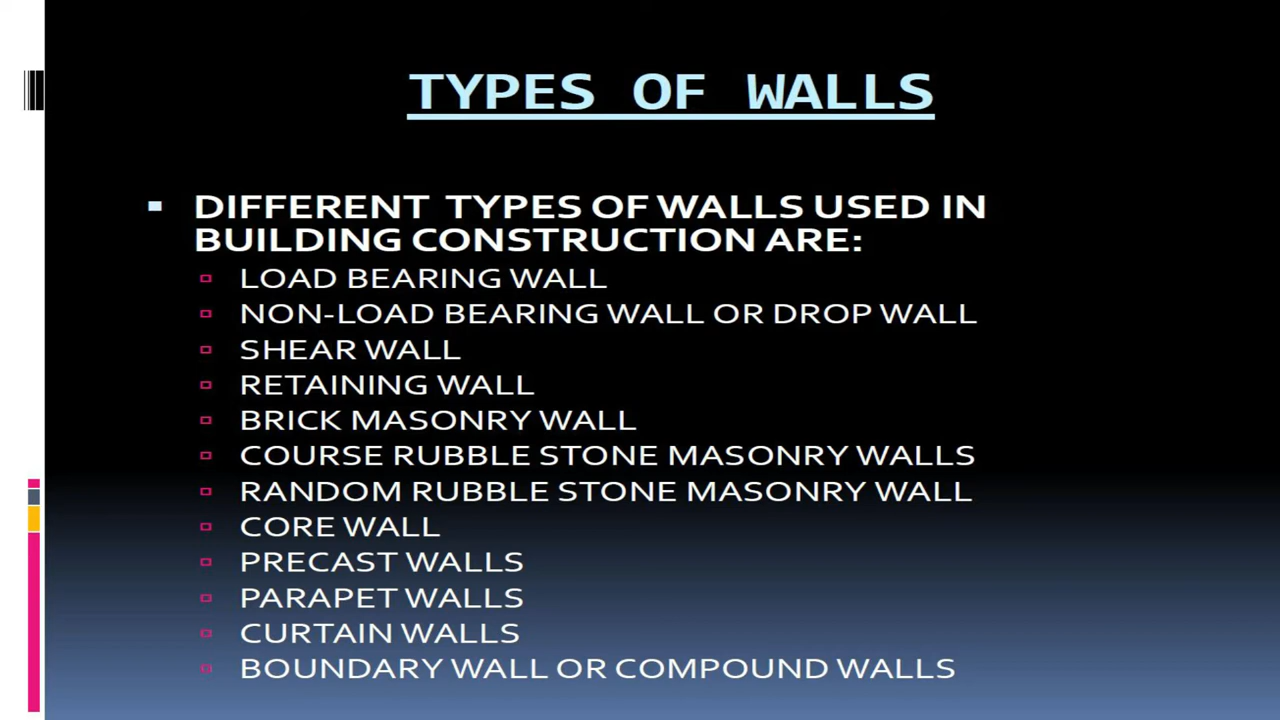 TYPES OF WALLS
DIFFERENT TYPES OF WALLS USED IN
BUILDING CONSTRUCTION ARE:
LOAD BEARING WALL
NON-LOAD BEARING WALL OR DROP WALL
SHEAR WALL
RETAINING WALL
BRICK MASONRY WALL
COURSE RUBBLE STONE MASONRY WALLS
RANDOM RUBBLE STONE MASONRY WALL
CORE WALL
PRECAST WALLS
PARAPET WALLS
CURTAIN WALLS
BOUNDARY WALL OR COMPOUND WALLS